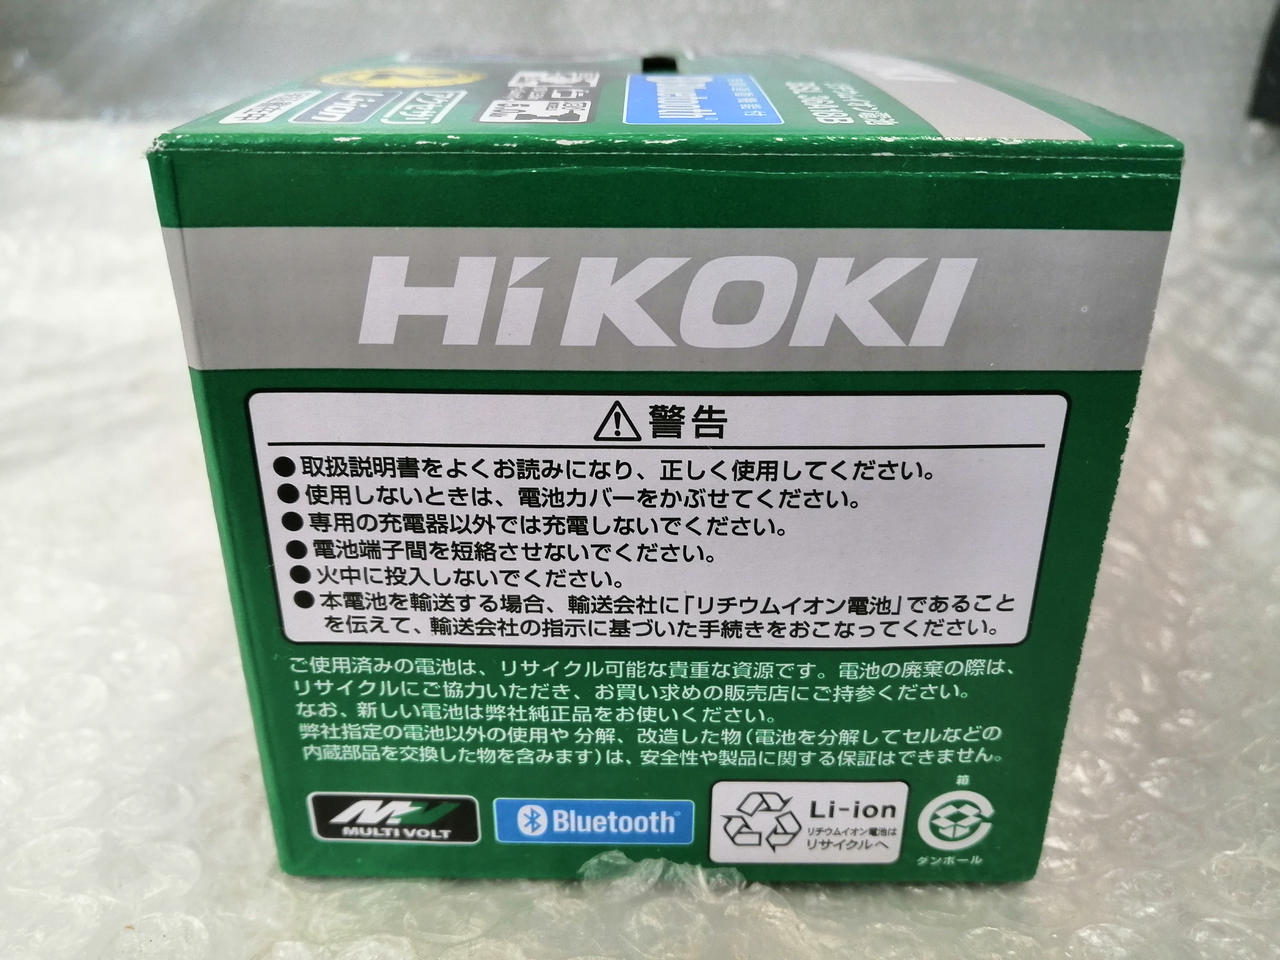 Bluetooth
Li-ion
BSL 36B18B
HiKOKI
警告
●取扱説明書をよくお読みになり、正しく使用してください。
●使用しないときは、電池カバーをかぶせてください。
●専用の充電器以外では充電しないでください。
●電池端子間を短絡させないでください。
●火中に投入しないでください。
●本電池を輸送する場合、輸送会社に「リチウムイオン電池」であること
を伝えて、輸送会社の指示に基づいた手続きをおこなってください。
ご使用済みの電池は、リサイクル可能な貴重な資源です。電池の廃棄の際は、
リサイクルにご協力いただき、お買い求めの販売店にご持参ください。
なお、新しい電池は弊社純正品をお使いください。
弊社指定の電池以外の使用や分解、改造した物(電池を分解してセルなどの
内蔵部品を交換した物を含みます)は、安全性や製品に関する保証はできません。
MV
MULTI VOLT
Bluetooth®
Li-ion
リチウムイオン電池は
リサイクルへ
箱
ダンボール